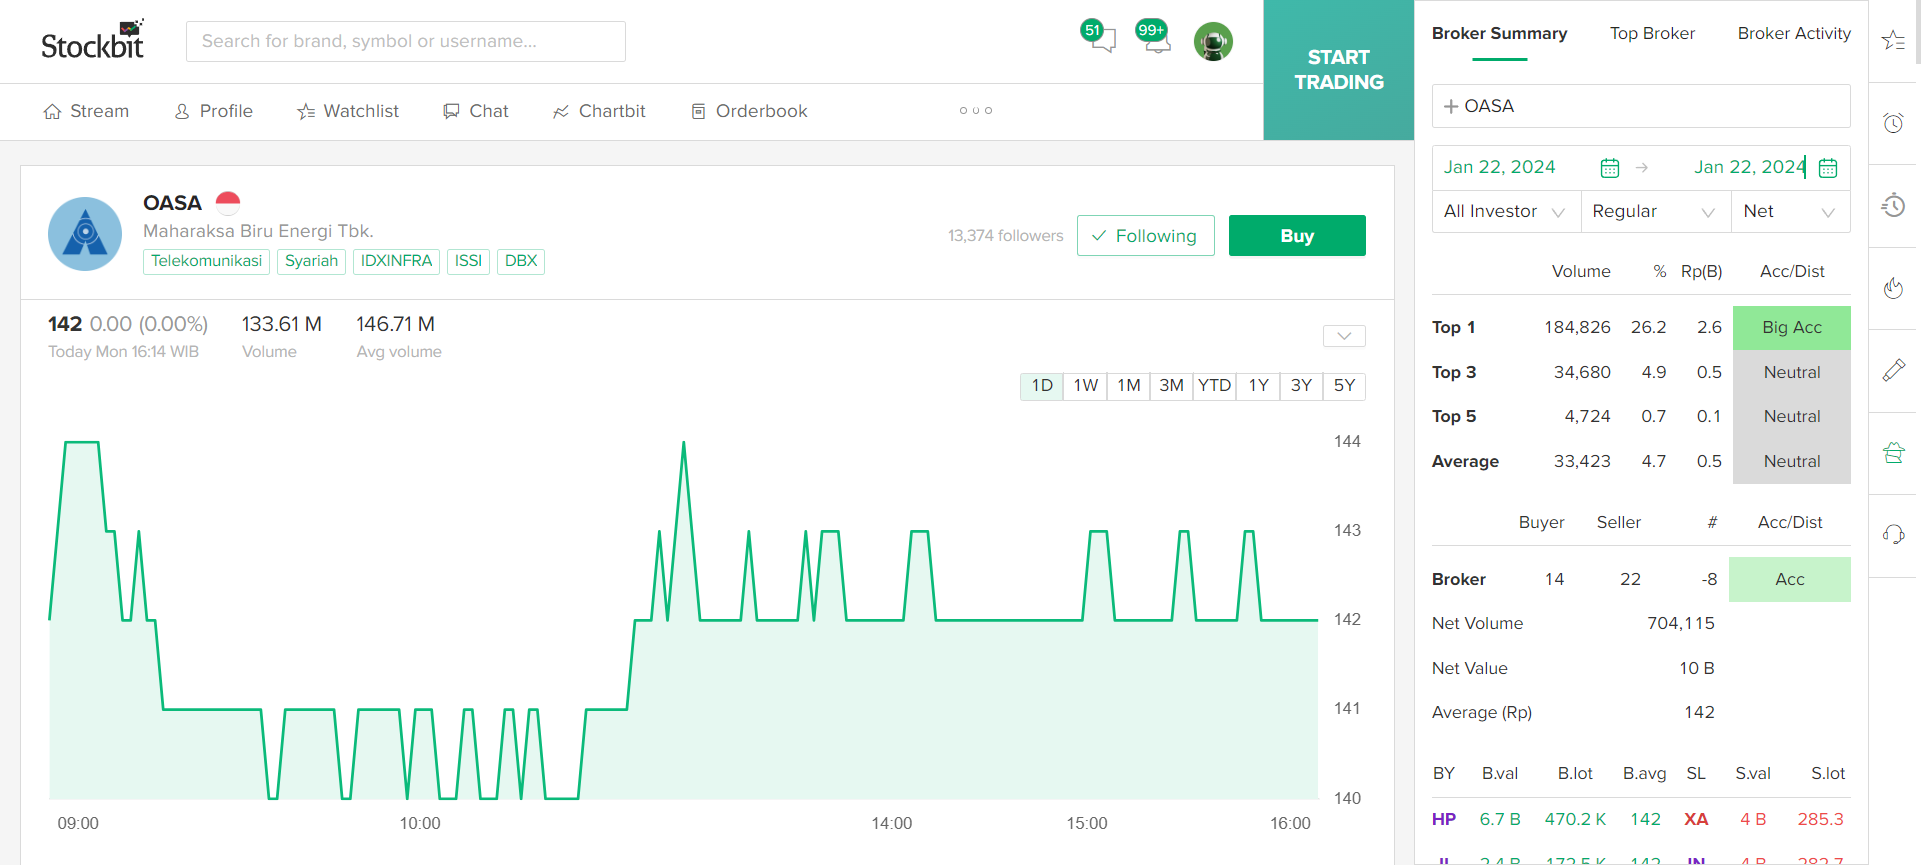 Stockbit
Search for brand, symbol or username...
51
99+
START
TRADING
Stream Profile Watchlist Chat Chartbit Orderbook
OASA
Maharaksa Biru Energi Tbk.
Telekomunikasi Syariah IDXINFRA ISSI DBX
13,374 followers
Following
Buy
142 0.00 (0.00%) 133.61 M 146.71 M
Today Mon 16:14 WIB Volume Avg volume
1D 1W 1M 3M YTD 1Y 3Y 5Y
144
143
142
141
140
09:00 10:00 14:00 15:00 16:00
Broker Summary Top Broker Broker Activity
OASA
Jan 22, 2024 Jan 22, 2024
All Investor Regular Net
Volume % Rp(B) Acc/Dist
Top 1 184,826 26.2 2.6 Big Acc
Top 3 34,680 4.9 0.5 Neutral
Top 5 4,724 0.7 0.1 Neutral
Average 33,423 4.7 0.5 Neutral
Buyer Seller # Acc/Dist
Broker 14 22 -8 Acc
Net Volume 704,115
Net Value 10 B
Average (Rp) 142
BY B.val B.lot B.avg SL S.val S.lot
HP 6.7 B 470.2 K 142 XA 4 B 285.3